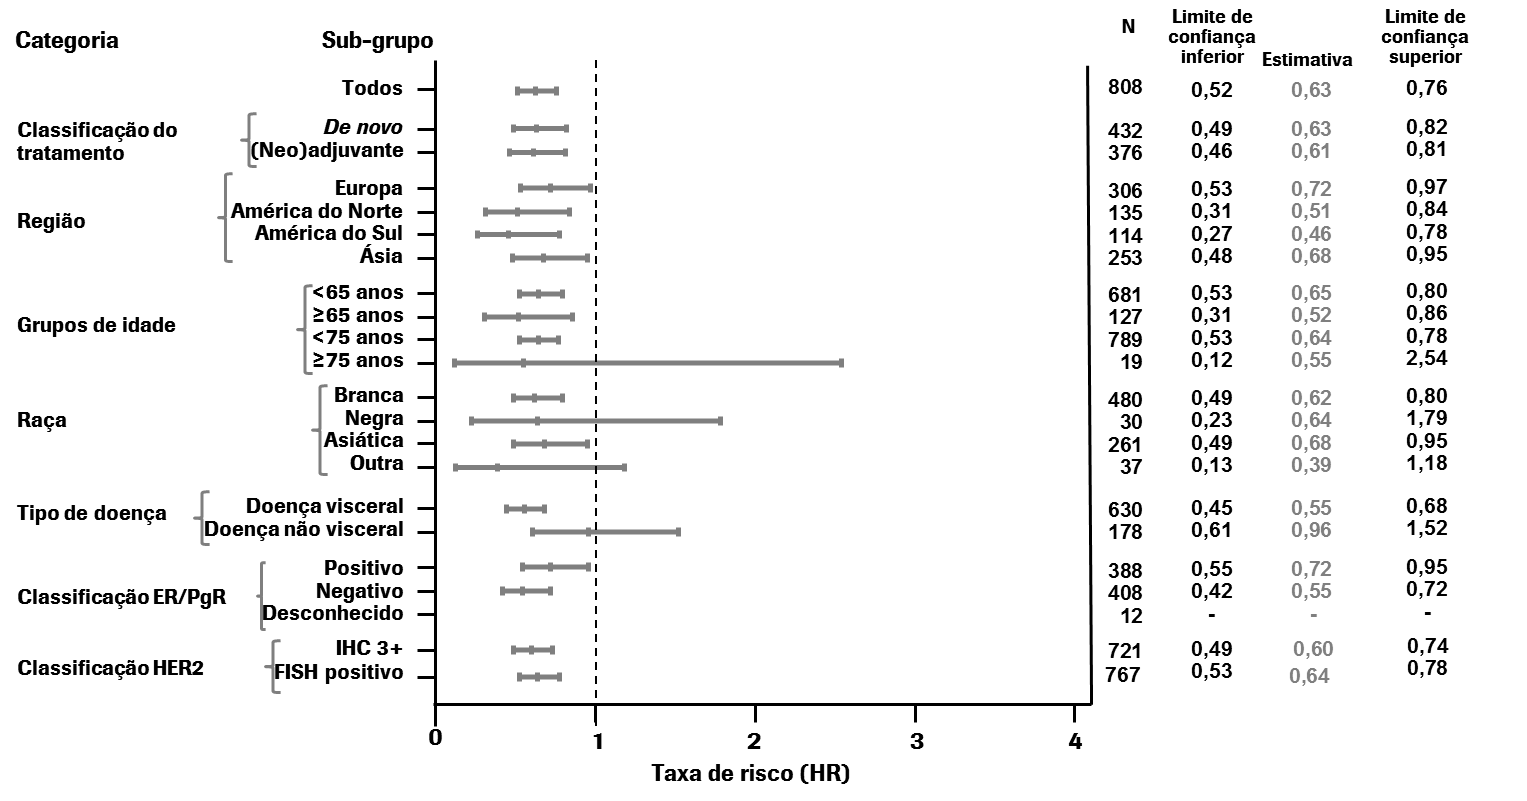 Categoria Sub-grupo N Limite de confiança inferior Estimativa Limite de confiança superior
Todos 808 0,52 0,63 0,76
Classificação do tratamento
De novo 432 0,49 0,63 0,82
(Neo)adjuvante 376 0,46 0,61 0,81
Região
Europa 306 0,53 0,72 0,97
América do Norte 135 0,31 0,51 0,84
América do Sul 114 0,27 0,46 0,78
Ásia 253 0,48 0,68 0,95
Grupos de idade
<65 anos 681 0,53 0,65 0,80
≥65 anos 127 0,31 0,52 0,86
<75 anos 789 0,53 0,64 0,78
≥75 anos 19 0,12 0,55 2,54
Raça
Branca 480 0,49 0,62 0,80
Negra 30 0,23 0,64 1,79
Asiática 261 0,49 0,68 0,95
Outra 37 0,13 0,39 1,18
Tipo de doença
Doença visceral 630 0,45 0,55 0,68
Doença não visceral 178 0,61 0,96 1,52
Classificação ER/PgR
Positivo 388 0,55 0,72 0,95
Negativo 408 0,42 0,55 0,72
Desconhecido 12 - - -
Classificação HER2
IHC 3+ 721 0,49 0,60 0,74
FISH positivo 767 0,53 0,64 0,78
0 1 2 3 4
Taxa de risco (HR)